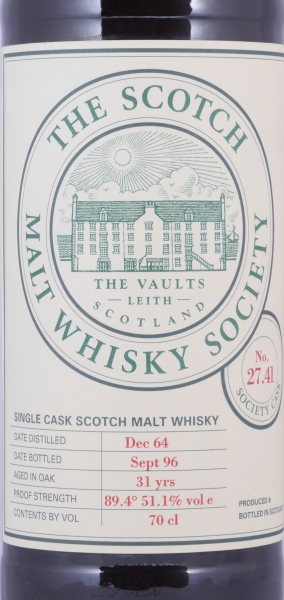 THE SCOTCH
MALT WHISKY SOCIETY
THE VAULTS
— LEITH —
SCOTLAND
No.
27.41
SOCIETY CASK
SINGLE CASK SCOTCH MALT WHISKY
DATE DISTILLED Dec 64
DATE BOTTLED Sept 96
AGED IN OAK 31 yrs
PROOF STRENGTH 89.4° 51.1% vol e
CONTENTS BY VOL 70 cl
PRODUCED &
BOTTLED IN SCOTLAND